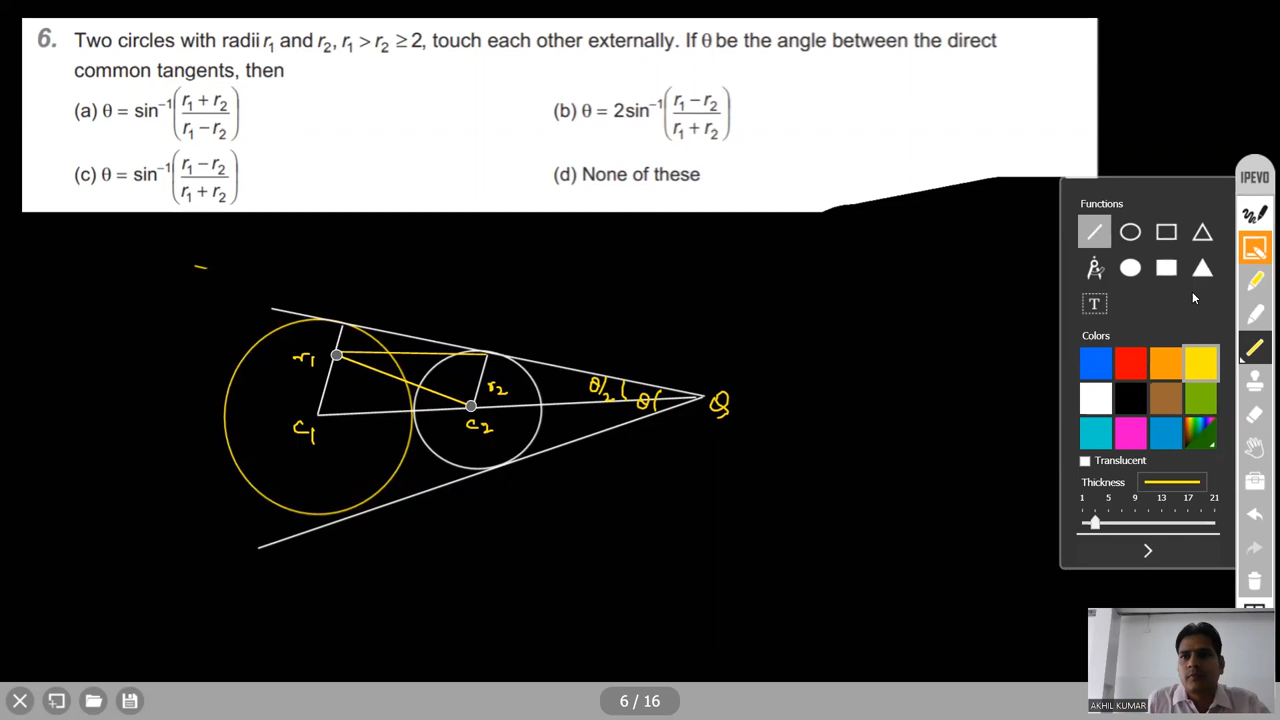 6. Two circles with radii r₁ and r₂, r₁ > r₂ ≥ 2, touch each other externally. If θ be the angle between the direct
common tangents, then
(a) θ = sin⁻¹((r₁ + r₂)/(r₁ − r₂)) (b) θ = 2sin⁻¹((r₁ − r₂)/(r₁ + r₂))
(c) θ = sin⁻¹((r₁ − r₂)/(r₁ + r₂)) (d) None of these
r₁
r₂
θ/2
θ
Q
C₁
C₂
IPEVO
Functions
T
Colors
Translucent
Thickness
1 5 9 13 17 21
6 / 16
AKHIL KUMAR